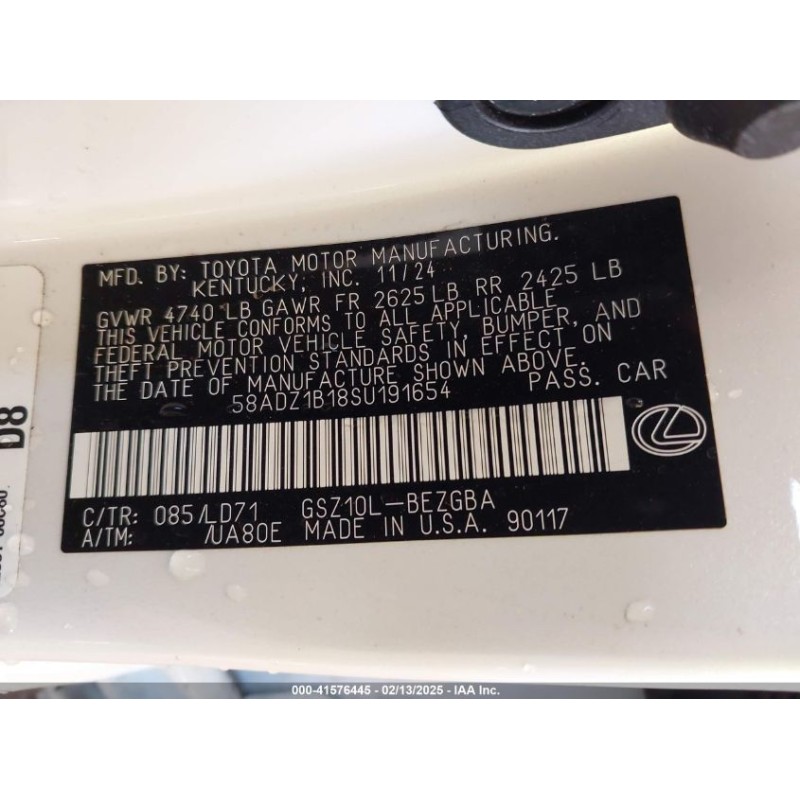 MFD. BY: TOYOTA MOTOR MANUFACTURING.
KENTUCKY, INC. 11/24
GVWR 4740 LB GAWR FR 2625 LB RR 2425 LB
THIS VEHICLE CONFORMS TO ALL APPLICABLE
FEDERAL MOTOR VEHICLE SAFETY, BUMPER, AND
THEFT PREVENTION STANDARDS IN EFFECT ON
THE DATE OF MANUFACTURE SHOWN ABOVE.
58ADZ1B18SU191654 PASS. CAR
C/TR: 085/LD71 GSZ10L-BEZGBA
A/TM: /UA80E MADE IN U.S.A. 90117
D8
000-41576445 - 02/13/2025 - IAA Inc.